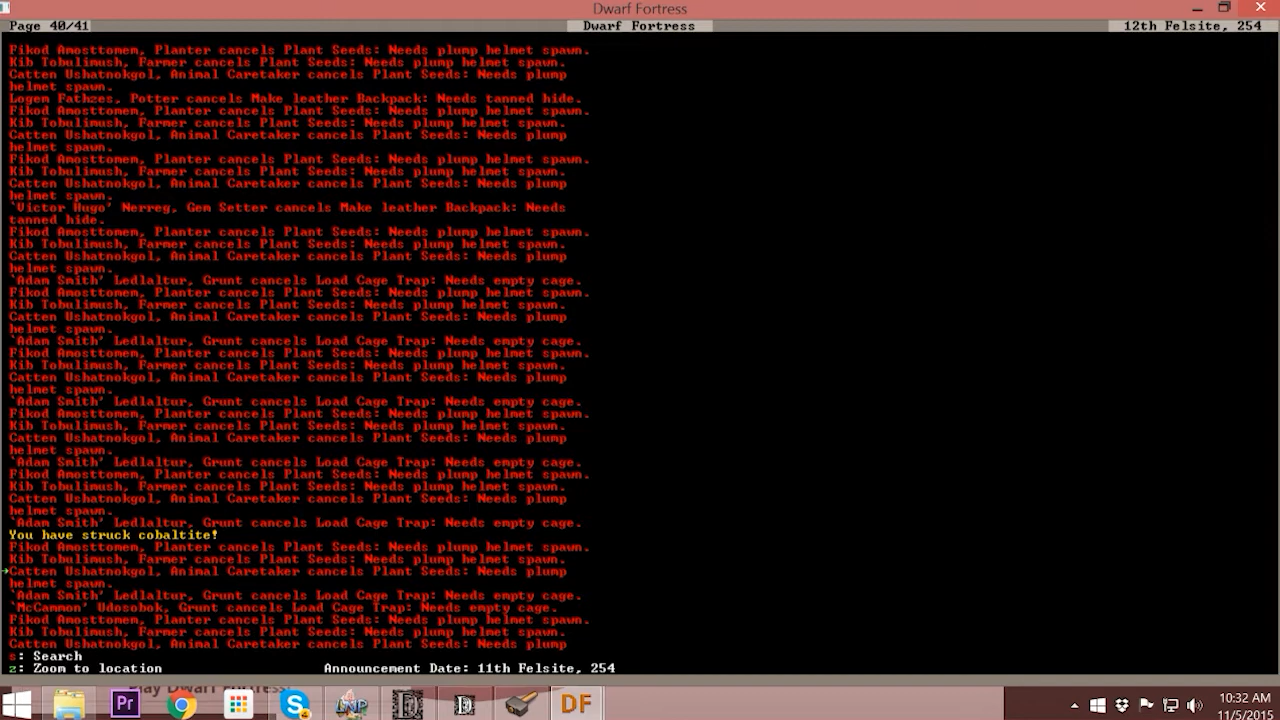 Dwarf Fortress
Page 40/41 Dwarf Fortress 12th Felsite, 254
Fikod Amosttomem, Planter cancels Plant Seeds: Needs plump helmet spawn.
Kib Tobulimush, Farmer cancels Plant Seeds: Needs plump helmet spawn.
Catten Ushatnokgol, Animal Caretaker cancels Plant Seeds: Needs plump
helmet spawn.
Logem Fathzes, Potter cancels Make leather Backpack: Needs tanned hide.
Fikod Amosttomem, Planter cancels Plant Seeds: Needs plump helmet spawn.
Kib Tobulimush, Farmer cancels Plant Seeds: Needs plump helmet spawn.
Catten Ushatnokgol, Animal Caretaker cancels Plant Seeds: Needs plump
helmet spawn.
Fikod Amosttomem, Planter cancels Plant Seeds: Needs plump helmet spawn.
Kib Tobulimush, Farmer cancels Plant Seeds: Needs plump helmet spawn.
Catten Ushatnokgol, Animal Caretaker cancels Plant Seeds: Needs plump
helmet spawn.
`Victor Hugo' Nerreg, Gem Setter cancels Make leather Backpack: Needs
tanned hide.
Fikod Amosttomem, Planter cancels Plant Seeds: Needs plump helmet spawn.
Kib Tobulimush, Farmer cancels Plant Seeds: Needs plump helmet spawn.
Catten Ushatnokgol, Animal Caretaker cancels Plant Seeds: Needs plump
helmet spawn.
`Adam Smith' Ledlaltur, Grunt cancels Load Cage Trap: Needs empty cage.
Fikod Amosttomem, Planter cancels Plant Seeds: Needs plump helmet spawn.
Kib Tobulimush, Farmer cancels Plant Seeds: Needs plump helmet spawn.
Catten Ushatnokgol, Animal Caretaker cancels Plant Seeds: Needs plump
helmet spawn.
`Adam Smith' Ledlaltur, Grunt cancels Load Cage Trap: Needs empty cage.
Fikod Amosttomem, Planter cancels Plant Seeds: Needs plump helmet spawn.
Kib Tobulimush, Farmer cancels Plant Seeds: Needs plump helmet spawn.
Catten Ushatnokgol, Animal Caretaker cancels Plant Seeds: Needs plump
helmet spawn.
`Adam Smith' Ledlaltur, Grunt cancels Load Cage Trap: Needs empty cage.
Fikod Amosttomem, Planter cancels Plant Seeds: Needs plump helmet spawn.
Kib Tobulimush, Farmer cancels Plant Seeds: Needs plump helmet spawn.
Catten Ushatnokgol, Animal Caretaker cancels Plant Seeds: Needs plump
helmet spawn.
`Adam Smith' Ledlaltur, Grunt cancels Load Cage Trap: Needs empty cage.
Fikod Amosttomem, Planter cancels Plant Seeds: Needs plump helmet spawn.
Kib Tobulimush, Farmer cancels Plant Seeds: Needs plump helmet spawn.
Catten Ushatnokgol, Animal Caretaker cancels Plant Seeds: Needs plump
helmet spawn.
`Adam Smith' Ledlaltur, Grunt cancels Load Cage Trap: Needs empty cage.
You have struck cobaltite!
Fikod Amosttomem, Planter cancels Plant Seeds: Needs plump helmet spawn.
Kib Tobulimush, Farmer cancels Plant Seeds: Needs plump helmet spawn.
→Catten Ushatnokgol, Animal Caretaker cancels Plant Seeds: Needs plump
helmet spawn.
`Adam Smith' Ledlaltur, Grunt cancels Load Cage Trap: Needs empty cage.
`McCammon' Udosobok, Grunt cancels Load Cage Trap: Needs empty cage.
Fikod Amosttomem, Planter cancels Plant Seeds: Needs plump helmet spawn.
Kib Tobulimush, Farmer cancels Plant Seeds: Needs plump helmet spawn.
Catten Ushatnokgol, Animal Caretaker cancels Plant Seeds: Needs plump
s: Search
z: Zoom to location Announcement Date: 11th Felsite, 254
Play Dwarf Fortress!
Pr S LNP D DF
10:32 AM
11/5/2015